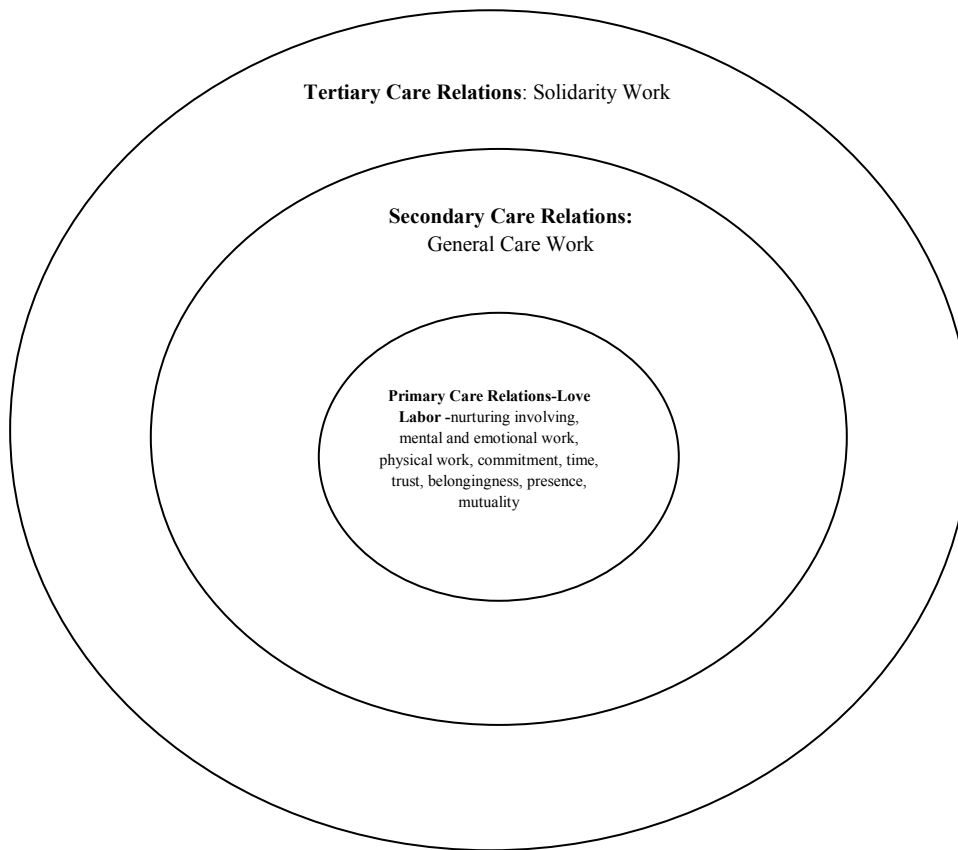 Tertiary Care Relations: Solidarity Work
Secondary Care Relations:
General Care Work
Primary Care Relations-Love
Labor -nurturing involving,
mental and emotional work,
physical work, commitment, time,
trust, belongingness, presence,
mutuality